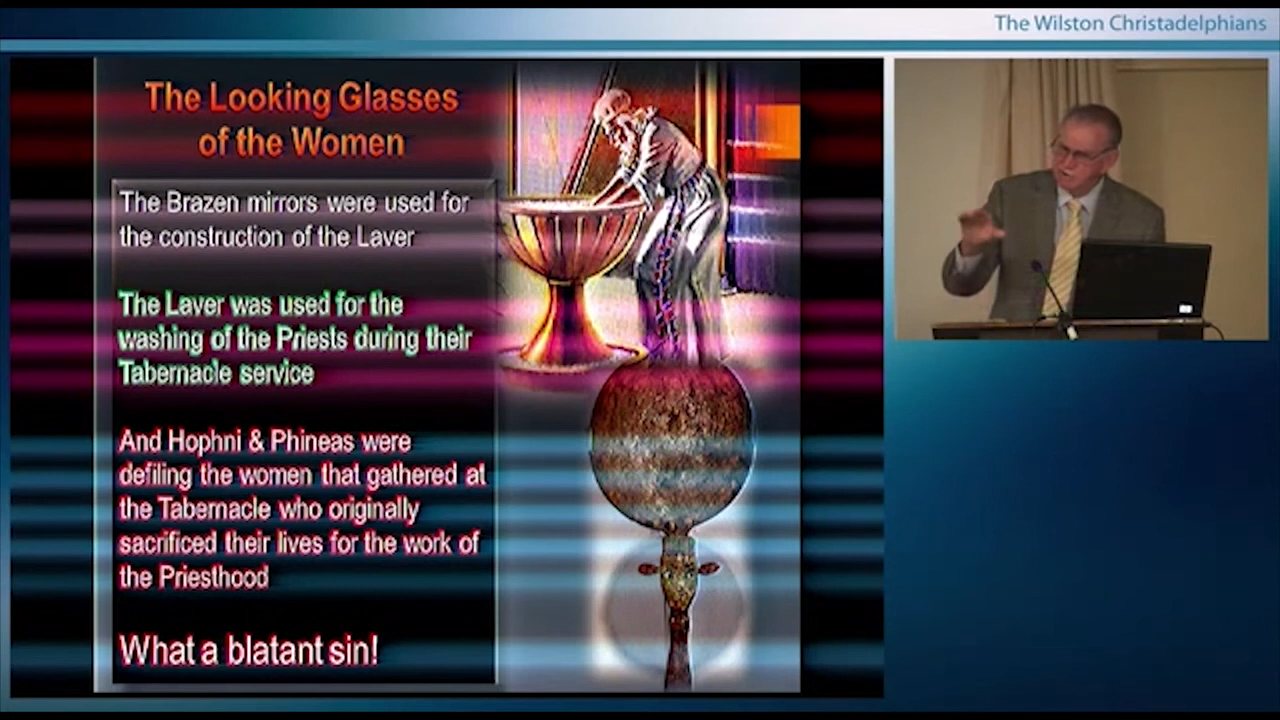 The Wilston Christadelphians
The Looking Glasses
of the Women
The Brazen mirrors were used for
the construction of the Laver
The Laver was used for the
washing of the Priests during their
Tabernacle service
And Hophni & Phineas were
defiling the women that gathered at
the Tabernacle who originally
sacrificed their lives for the work of
the Priesthood
What a blatant sin!